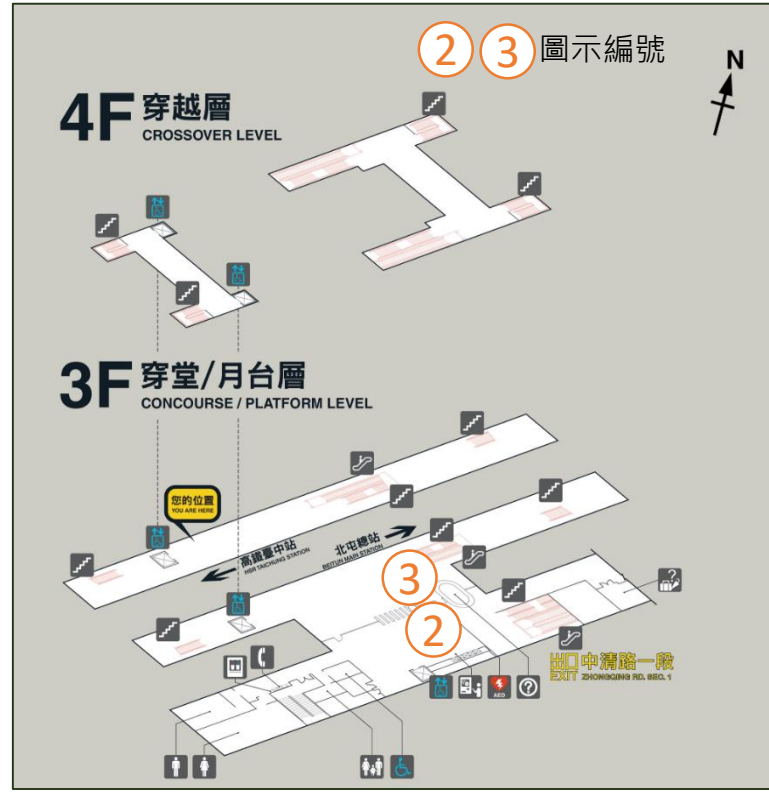 2 3 圖示編號
N
4F 穿越層
CROSSOVER LEVEL
3F 穿堂/月台層
CONCOURSE / PLATFORM LEVEL
您的位置
YOU ARE HERE
高鐵臺中站
HSR TAICHUNG STATION
北屯總站
BEITUN MAIN STATION
3
2
出口 中清路一段
EXIT ZHONGQING RD. SEC. 1
AED